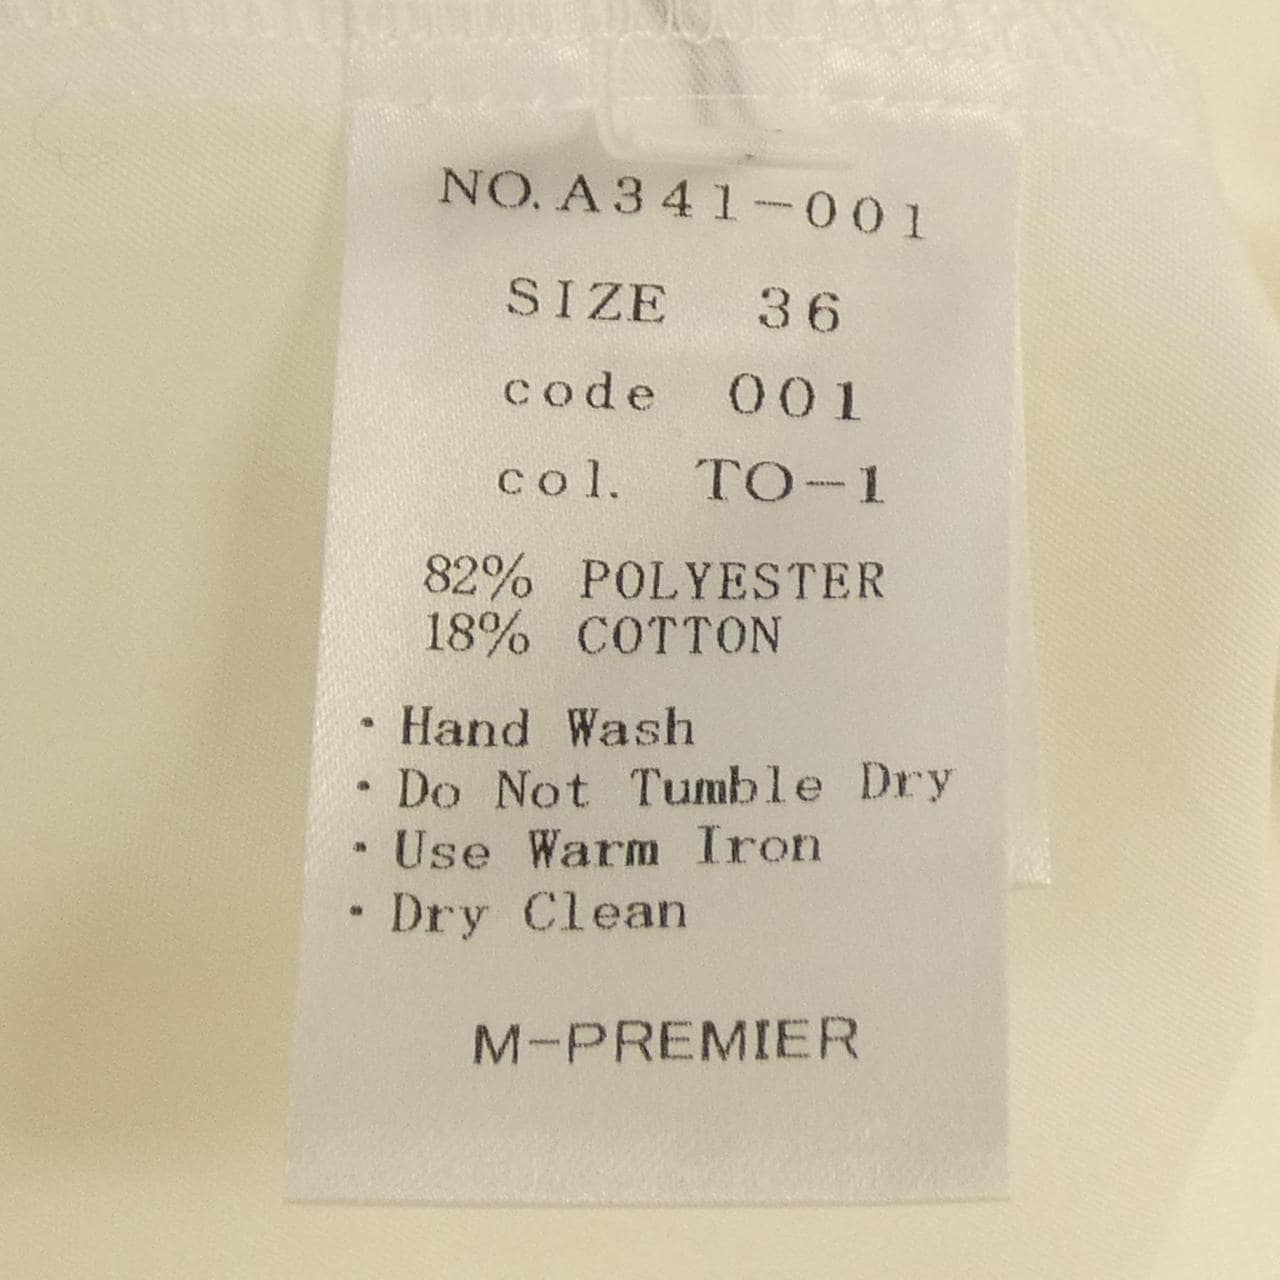 NO.A341-001
SIZE 36
code 001
col. TO-1
82% POLYESTER
18% COTTON
・Hand Wash
・Do Not Tumble Dry
・Use Warm Iron
・Dry Clean
M-PREMIER